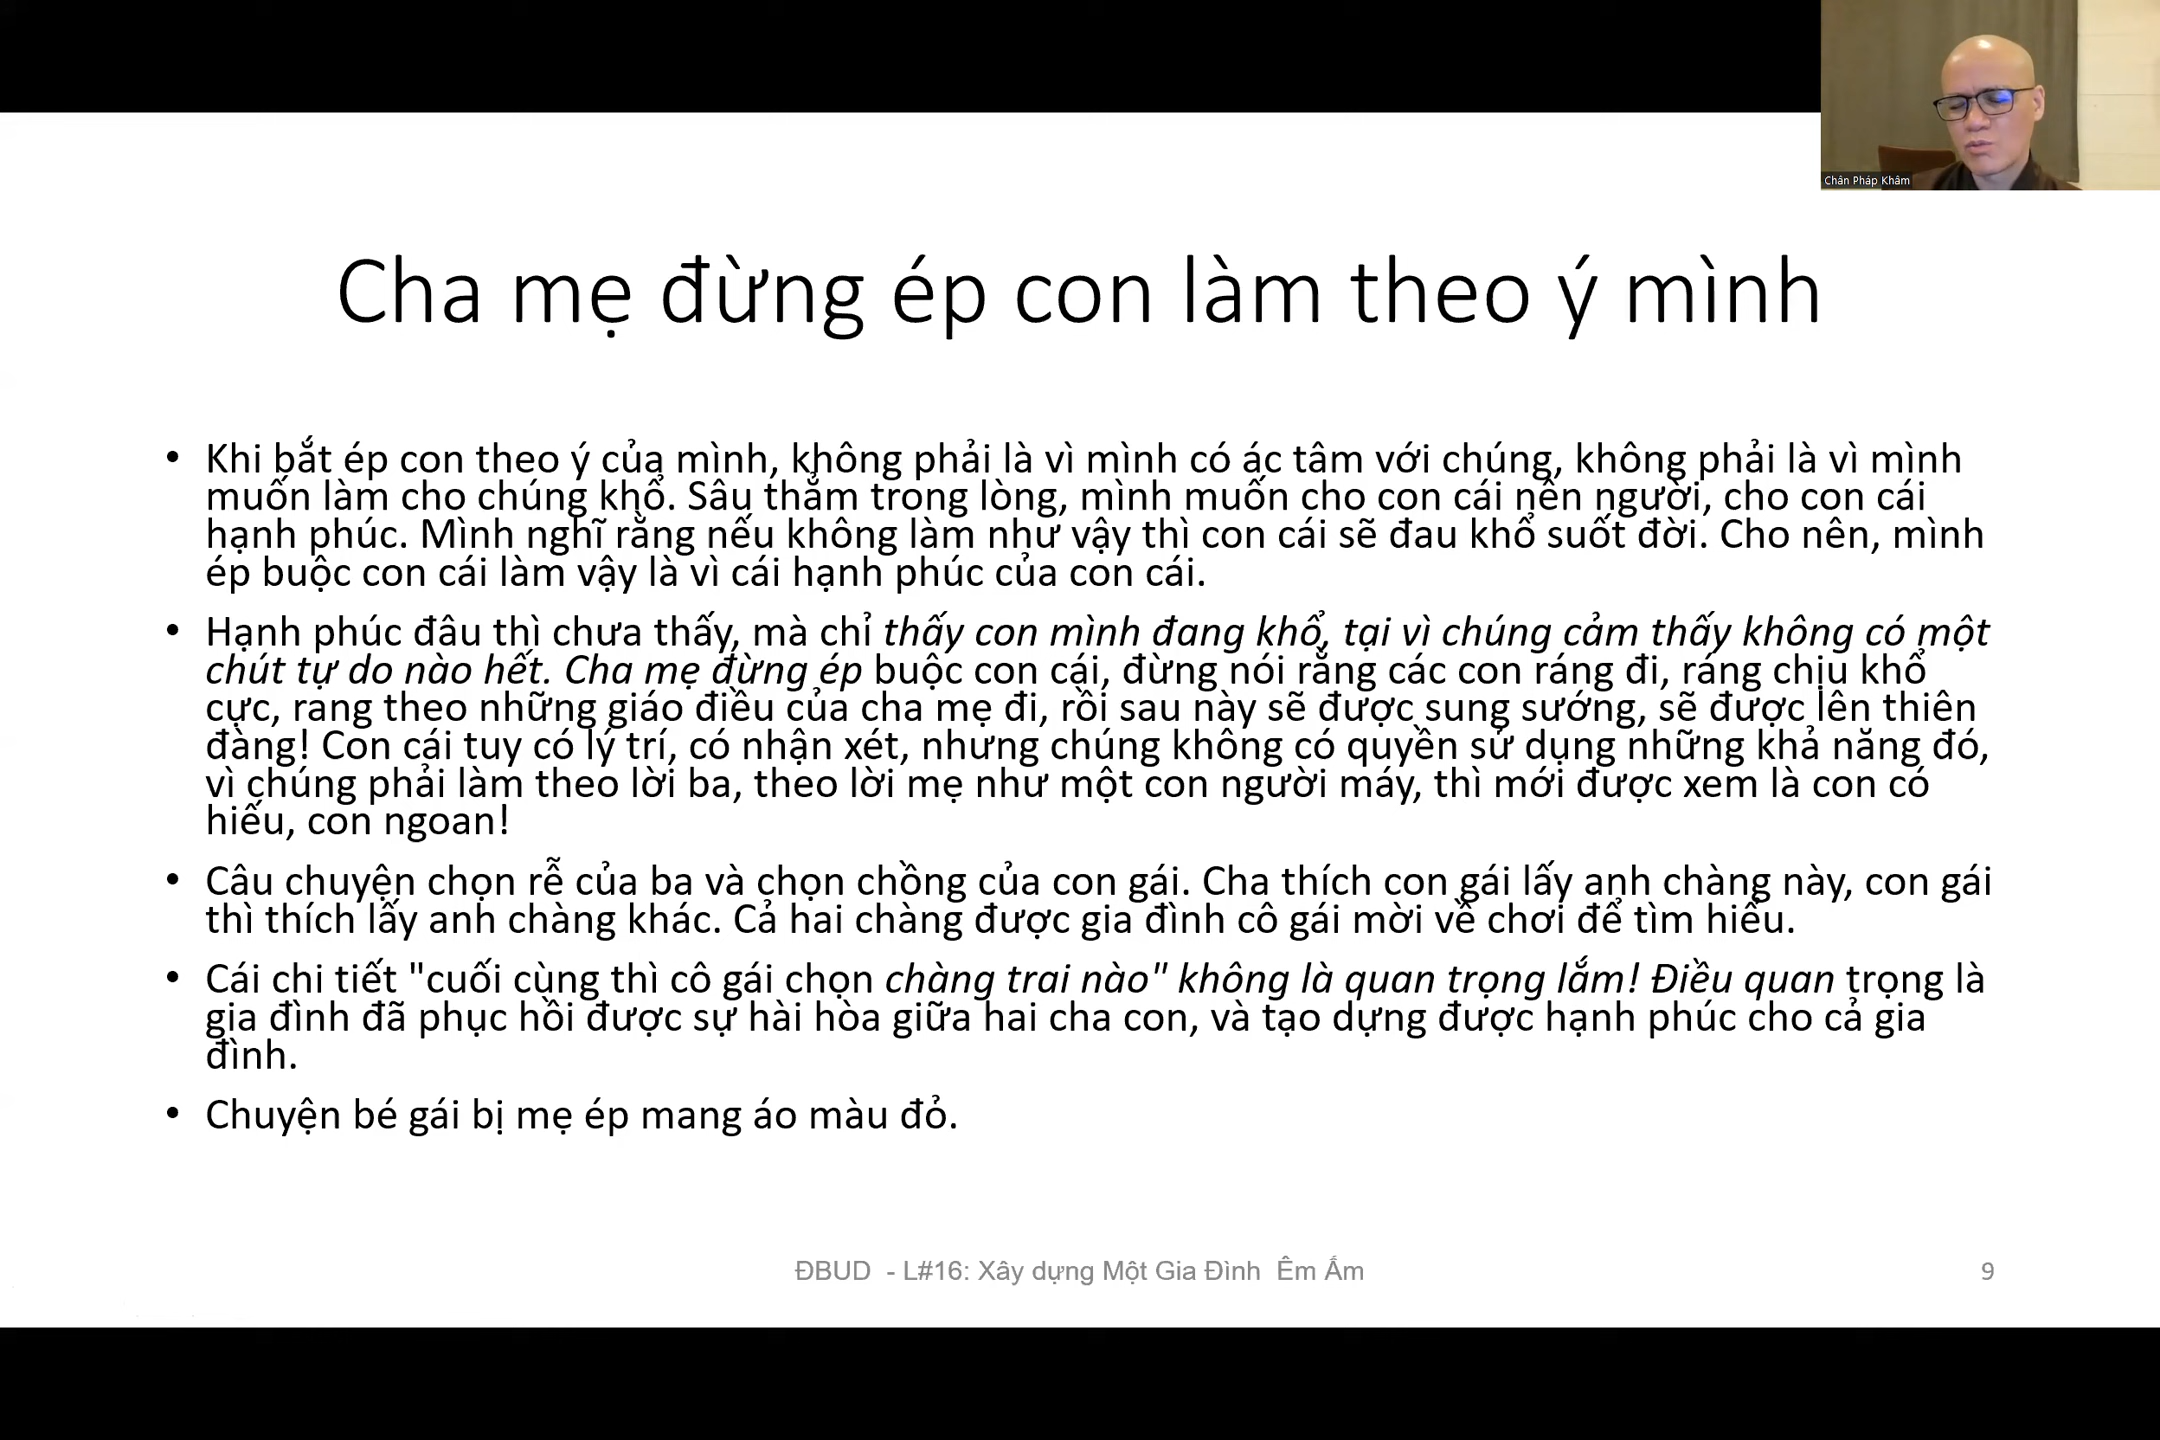 Chân Pháp Khâm
Cha mẹ đừng ép con làm theo ý mình
• Khi bắt ép con theo ý của mình, không phải là vì mình có ác tâm với chúng, không phải là vì mình
muốn làm cho chúng khổ. Sâu thẳm trong lòng, mình muốn cho con cái nên người, cho con cái
hạnh phúc. Mình nghĩ rằng nếu không làm như vậy thì con cái sẽ đau khổ suốt đời. Cho nên, mình
ép buộc con cái làm vậy là vì cái hạnh phúc của con cái.
• Hạnh phúc đâu thì chưa thấy, mà chỉ thấy con mình đang khổ, tại vì chúng cảm thấy không có một
chút tự do nào hết. Cha mẹ đừng ép buộc con cái, đừng nói rằng các con ráng đi, ráng chịu khổ
cực, rang theo những giáo điều của cha mẹ đi, rồi sau này sẽ được sung sướng, sẽ được lên thiên
đàng! Con cái tuy có lý trí, có nhận xét, nhưng chúng không có quyền sử dụng những khả năng đó,
vì chúng phải làm theo lời ba, theo lời mẹ như một con người máy, thì mới được xem là con có
hiếu, con ngoan!
• Câu chuyện chọn rễ của ba và chọn chồng của con gái. Cha thích con gái lấy anh chàng này, con gái
thì thích lấy anh chàng khác. Cả hai chàng được gia đình cô gái mời về chơi để tìm hiểu.
• Cái chi tiết "cuối cùng thì cô gái chọn chàng trai nào" không là quan trọng lắm! Điều quan trọng là
gia đình đã phục hồi được sự hài hòa giữa hai cha con, và tạo dựng được hạnh phúc cho cả gia
đình.
• Chuyện bé gái bị mẹ ép mang áo màu đỏ.
ĐBUD - L#16: Xây dựng Một Gia Đình Êm Ấm
9